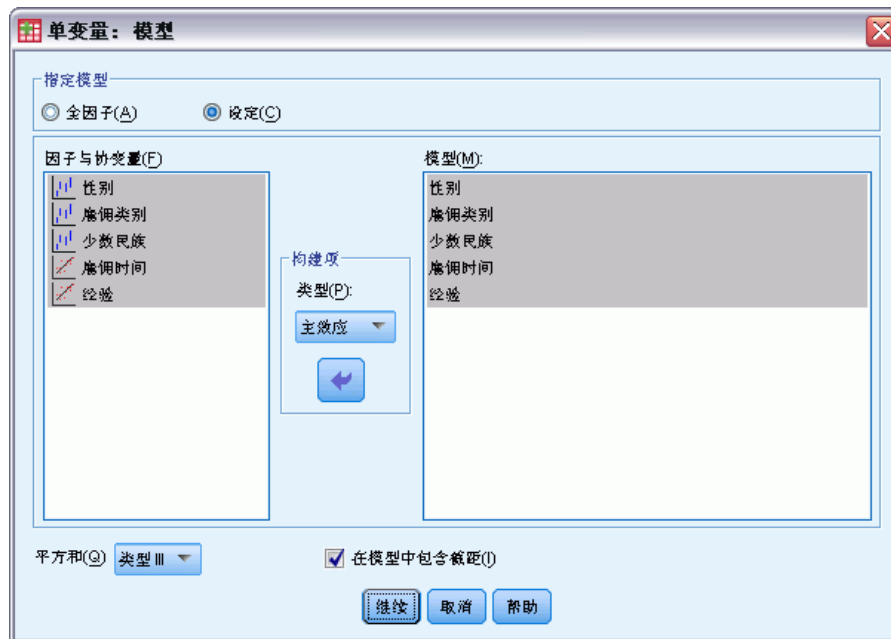 单变量：模型
指定模型
全因子(A)
设定(C)
因子与协变量(F)
性别
雇佣类别
少数民族
雇佣时间
经验
构建项
类型(P):
主效应
模型(M):
性别
雇佣类别
少数民族
雇佣时间
经验
平方和(Q) 类型 III
在模型中包含截距(I)
继续 取消 帮助